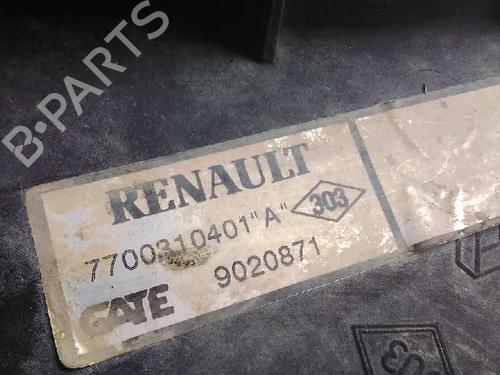 B-PARTS
RENAULT
7700310401"A" 303
GATE 9020871